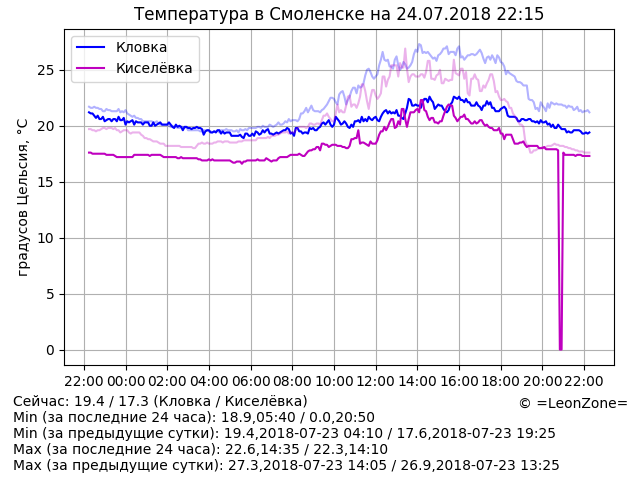 Температура в Смоленске на 24.07.2018 22:15
Кловка
Киселёвка
градусов Цельсия, °C
25
20
15
10
5
0
22:00 00:00 02:00 04:00 06:00 08:00 10:00 12:00 14:00 16:00 18:00 20:00 22:00
Сейчас: 19.4 / 17.3 (Кловка / Киселёвка)
© =LeonZone=
Min (за последние 24 часа): 18.9,05:40 / 0.0,20:50
Min (за предыдущие сутки): 19.4,2018-07-23 04:10 / 17.6,2018-07-23 19:25
Max (за последние 24 часа): 22.6,14:35 / 22.3,14:10
Max (за предыдущие сутки): 27.3,2018-07-23 14:05 / 26.9,2018-07-23 13:25